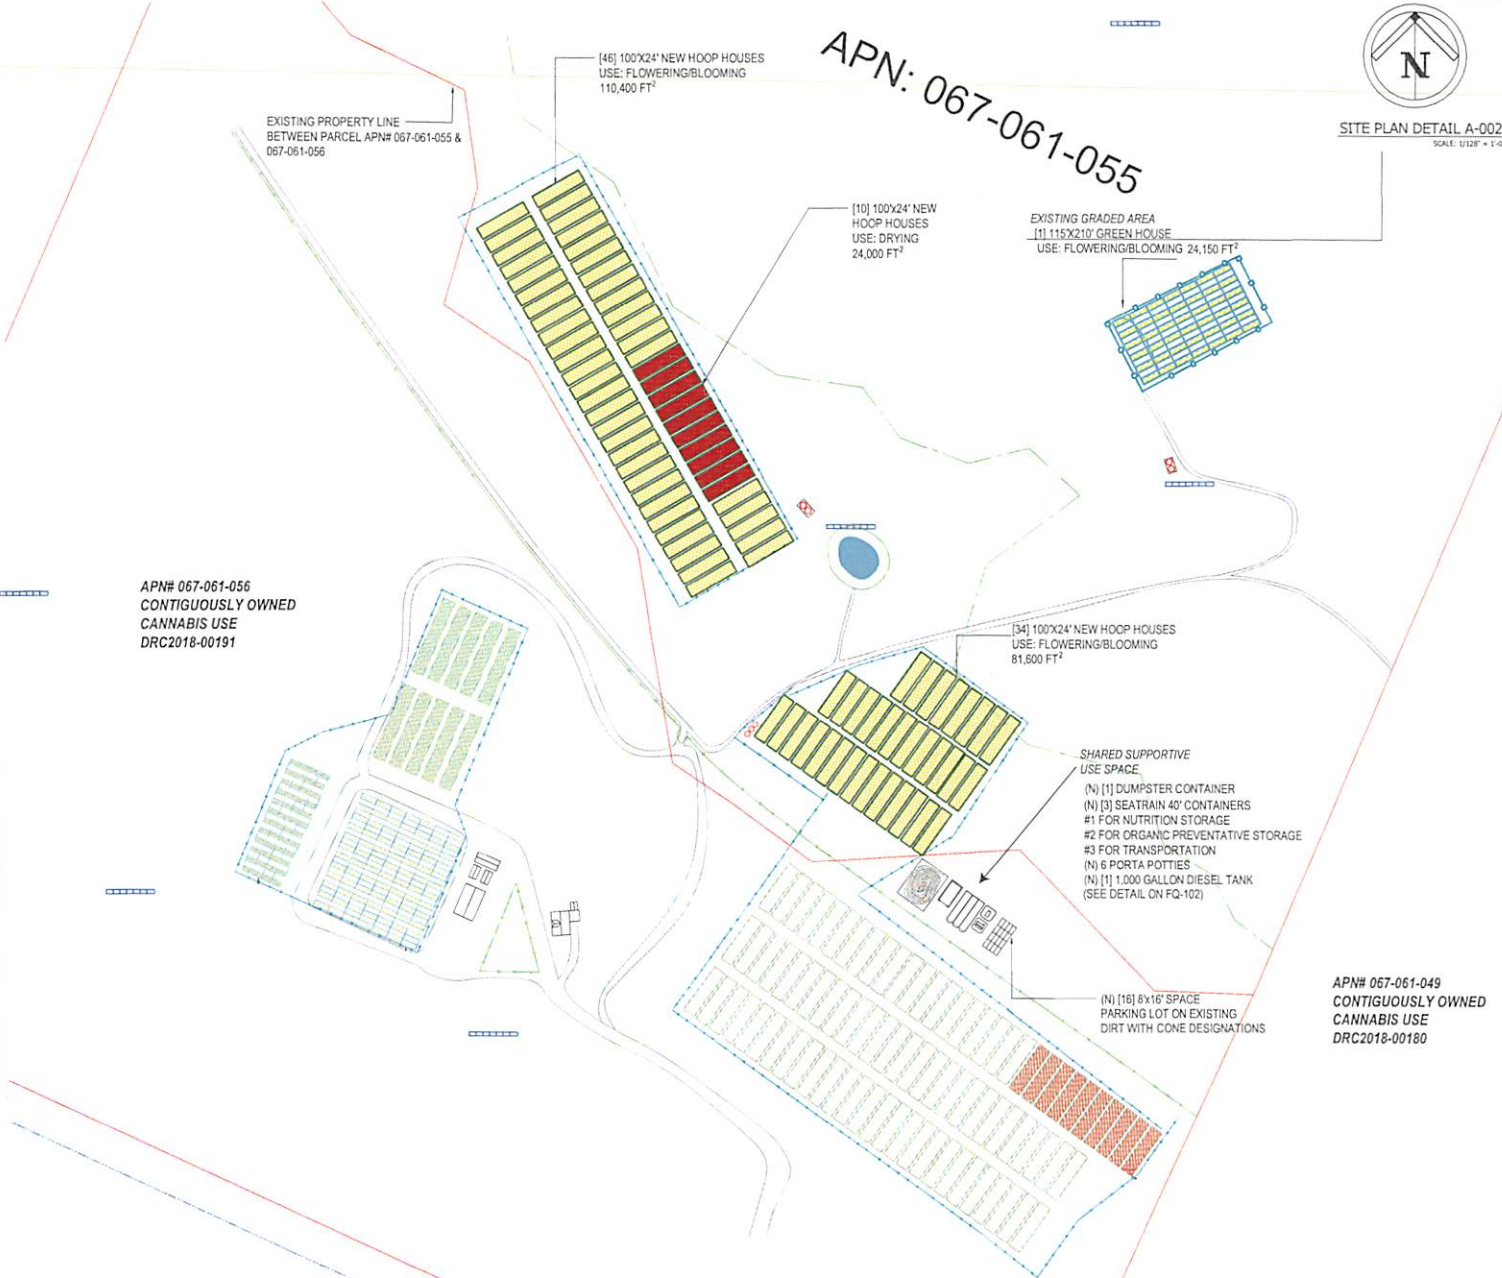 [46] 100'X24' NEW HOOP HOUSES
USE: FLOWERING/BLOOMING
110,400 FT²
APN: 067-061-055
N
SITE PLAN DETAIL A-002
EXISTING PROPERTY LINE
BETWEEN PARCEL APN# 067-061-055 &
067-061-056
[10] 100'X24' NEW
HOOP HOUSES
USE: DRYING
24,000 FT²
EXISTING GRADED AREA
[1] 115'X210' GREEN HOUSE
USE: FLOWERING/BLOOMING 24,150 FT²
APN# 067-061-056
CONTIGUOUSLY OWNED
CANNABIS USE
DRC2018-00191
[34] 100'X24' NEW HOOP HOUSES
USE: FLOWERING/BLOOMING
81,600 FT²
SHARED SUPPORTIVE
USE SPACE
(N) [1] DUMPSTER CONTAINER
(N) [3] SEATRAIN 40' CONTAINERS
#1 FOR NUTRITION STORAGE
#2 FOR ORGANIC PREVENTATIVE STORAGE
#3 FOR TRANSPORTATION
(N) 6 PORTA POTTIES
(N) [1] 1,000 GALLON DIESEL TANK
(SEE DETAIL ON FQ-102)
(N) [16] 8'x16' SPACE
PARKING LOT ON EXISTING
DIRT WITH CONE DESIGNATIONS
APN# 067-061-049
CONTIGUOUSLY OWNED
CANNABIS USE
DRC2018-00180